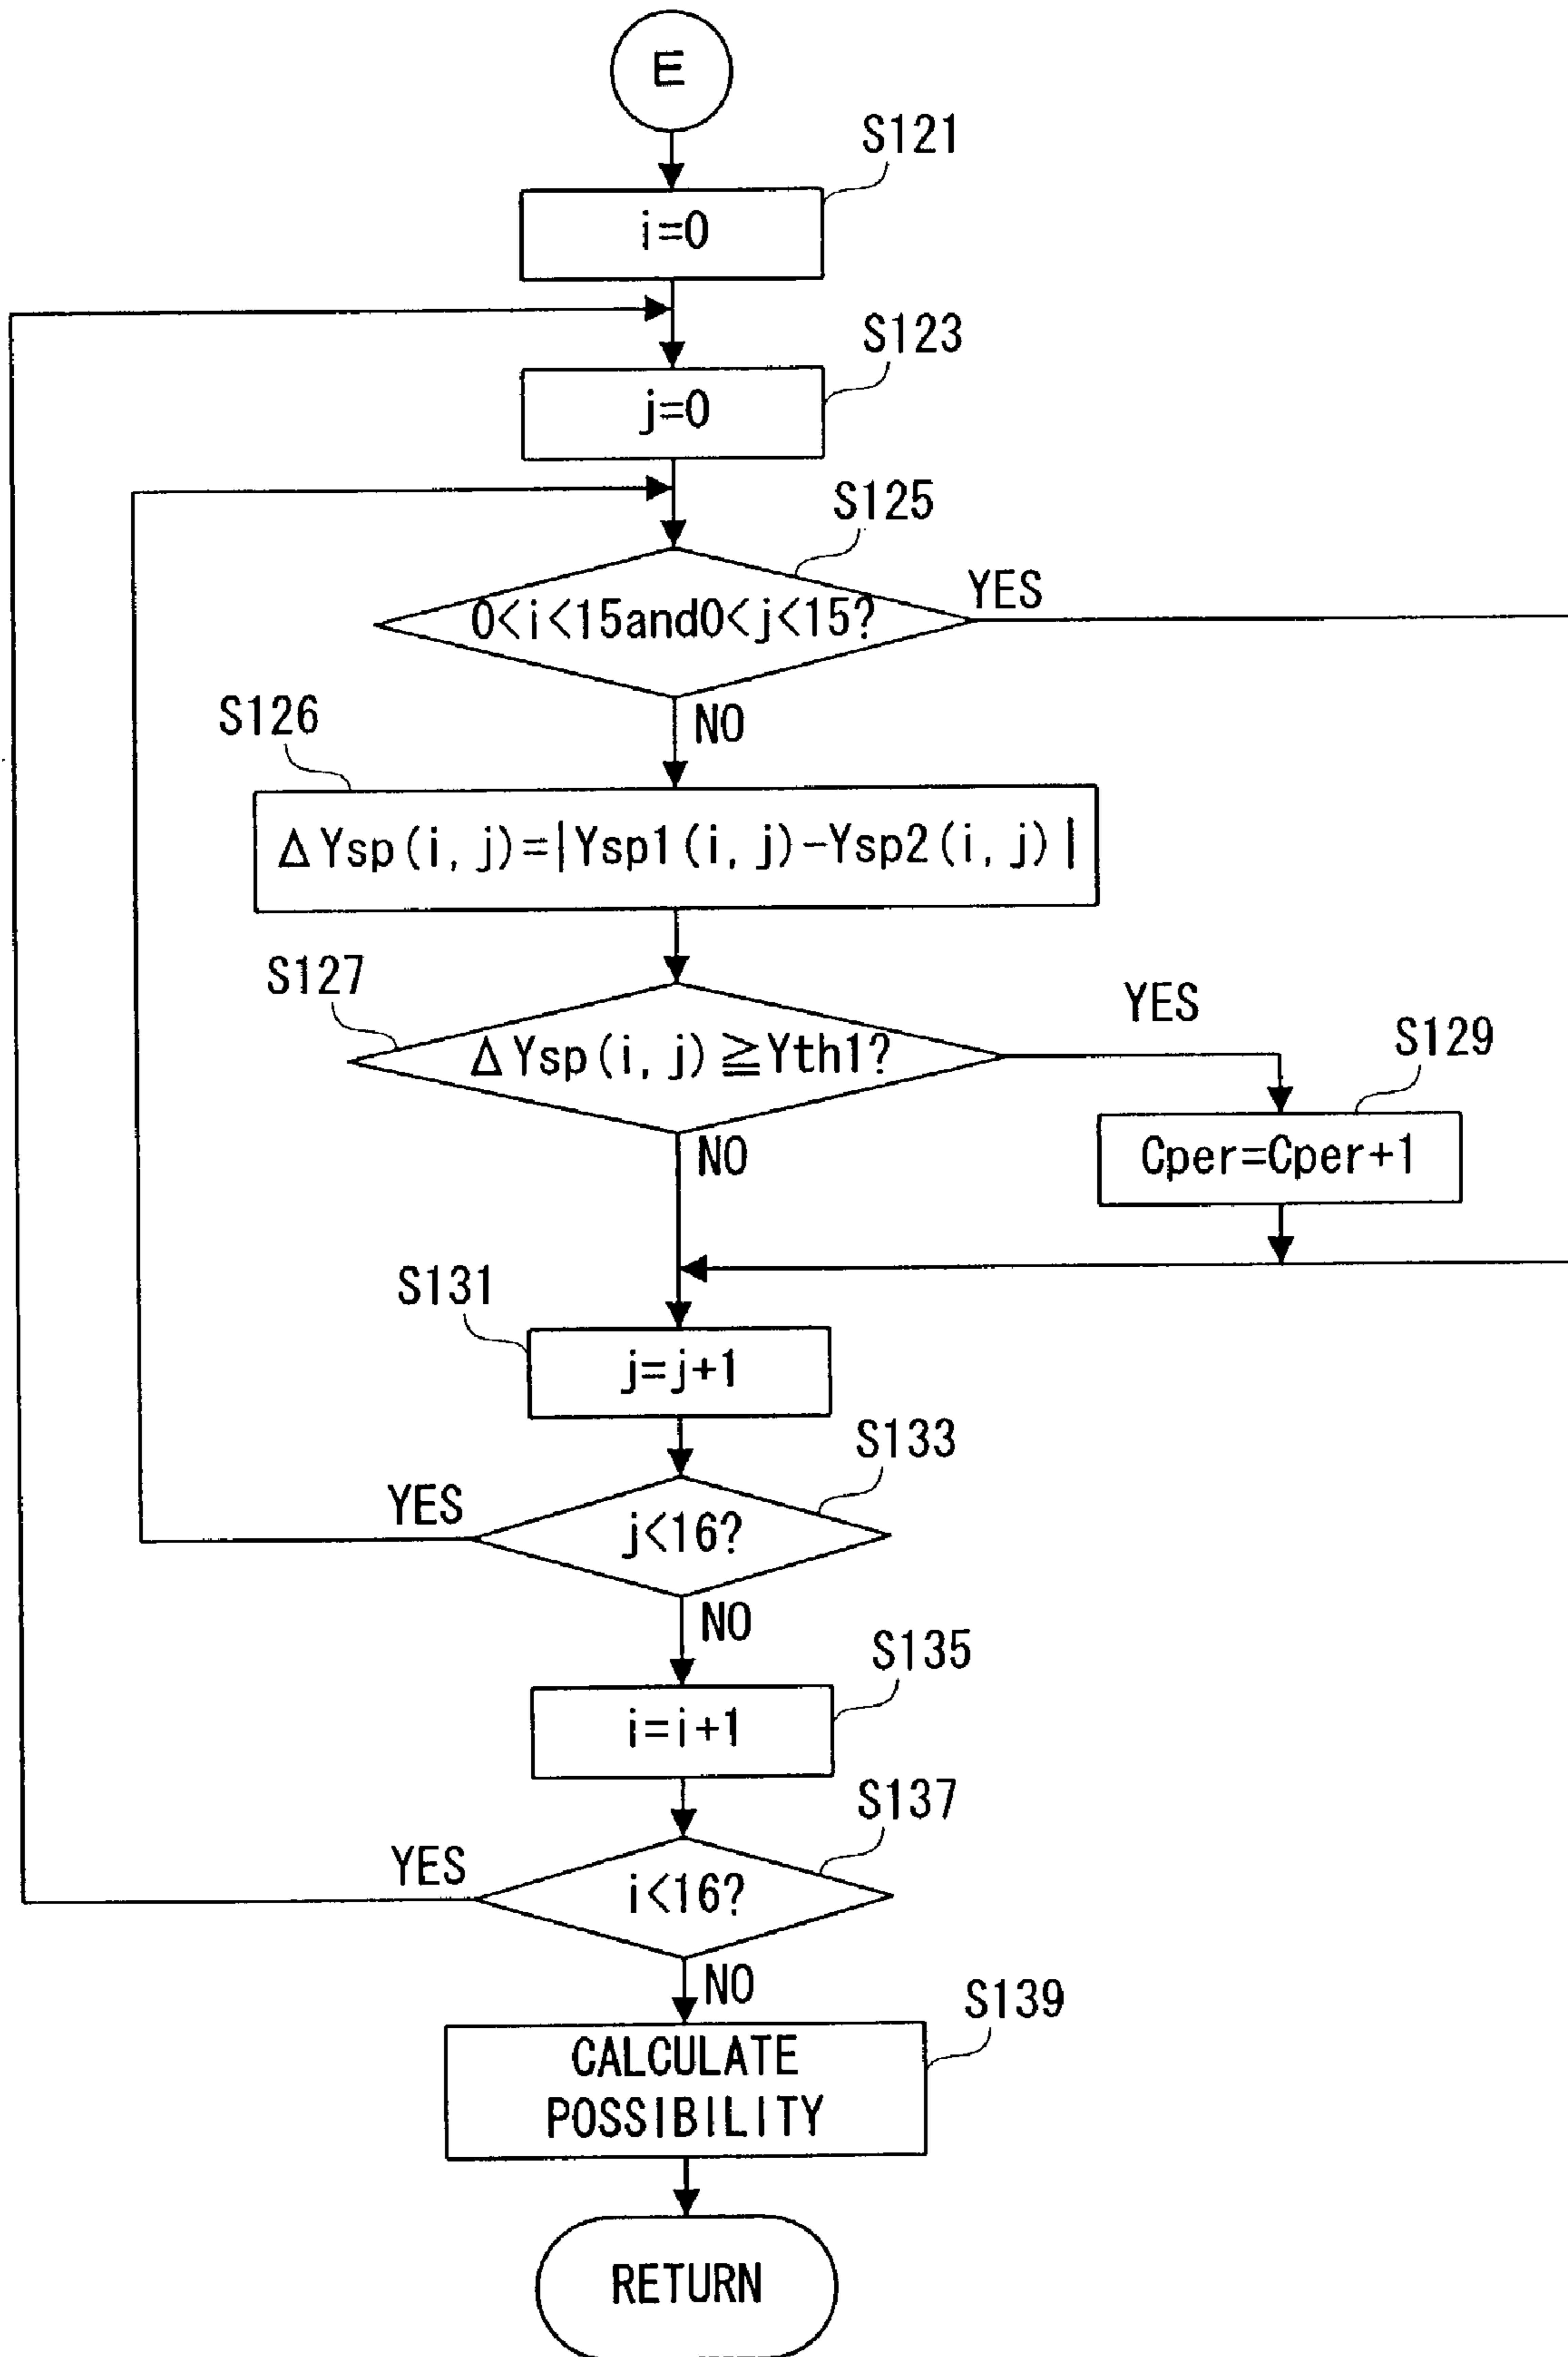 E
S121
i=0
S123
j=0
S125
0<i<15and0<j<15?
YES
NO
S126
ΔYsp(i, j)=|Ysp1(i, j)-Ysp2(i, j)|
S127
ΔYsp(i, j)≧Yth1?
YES
NO
S129
Cper=Cper+1
S131
j=j+1
S133
j<16?
YES
NO
S135
i=i+1
S137
i<16?
YES
NO
S139
CALCULATE
POSSIBILITY
RETURN